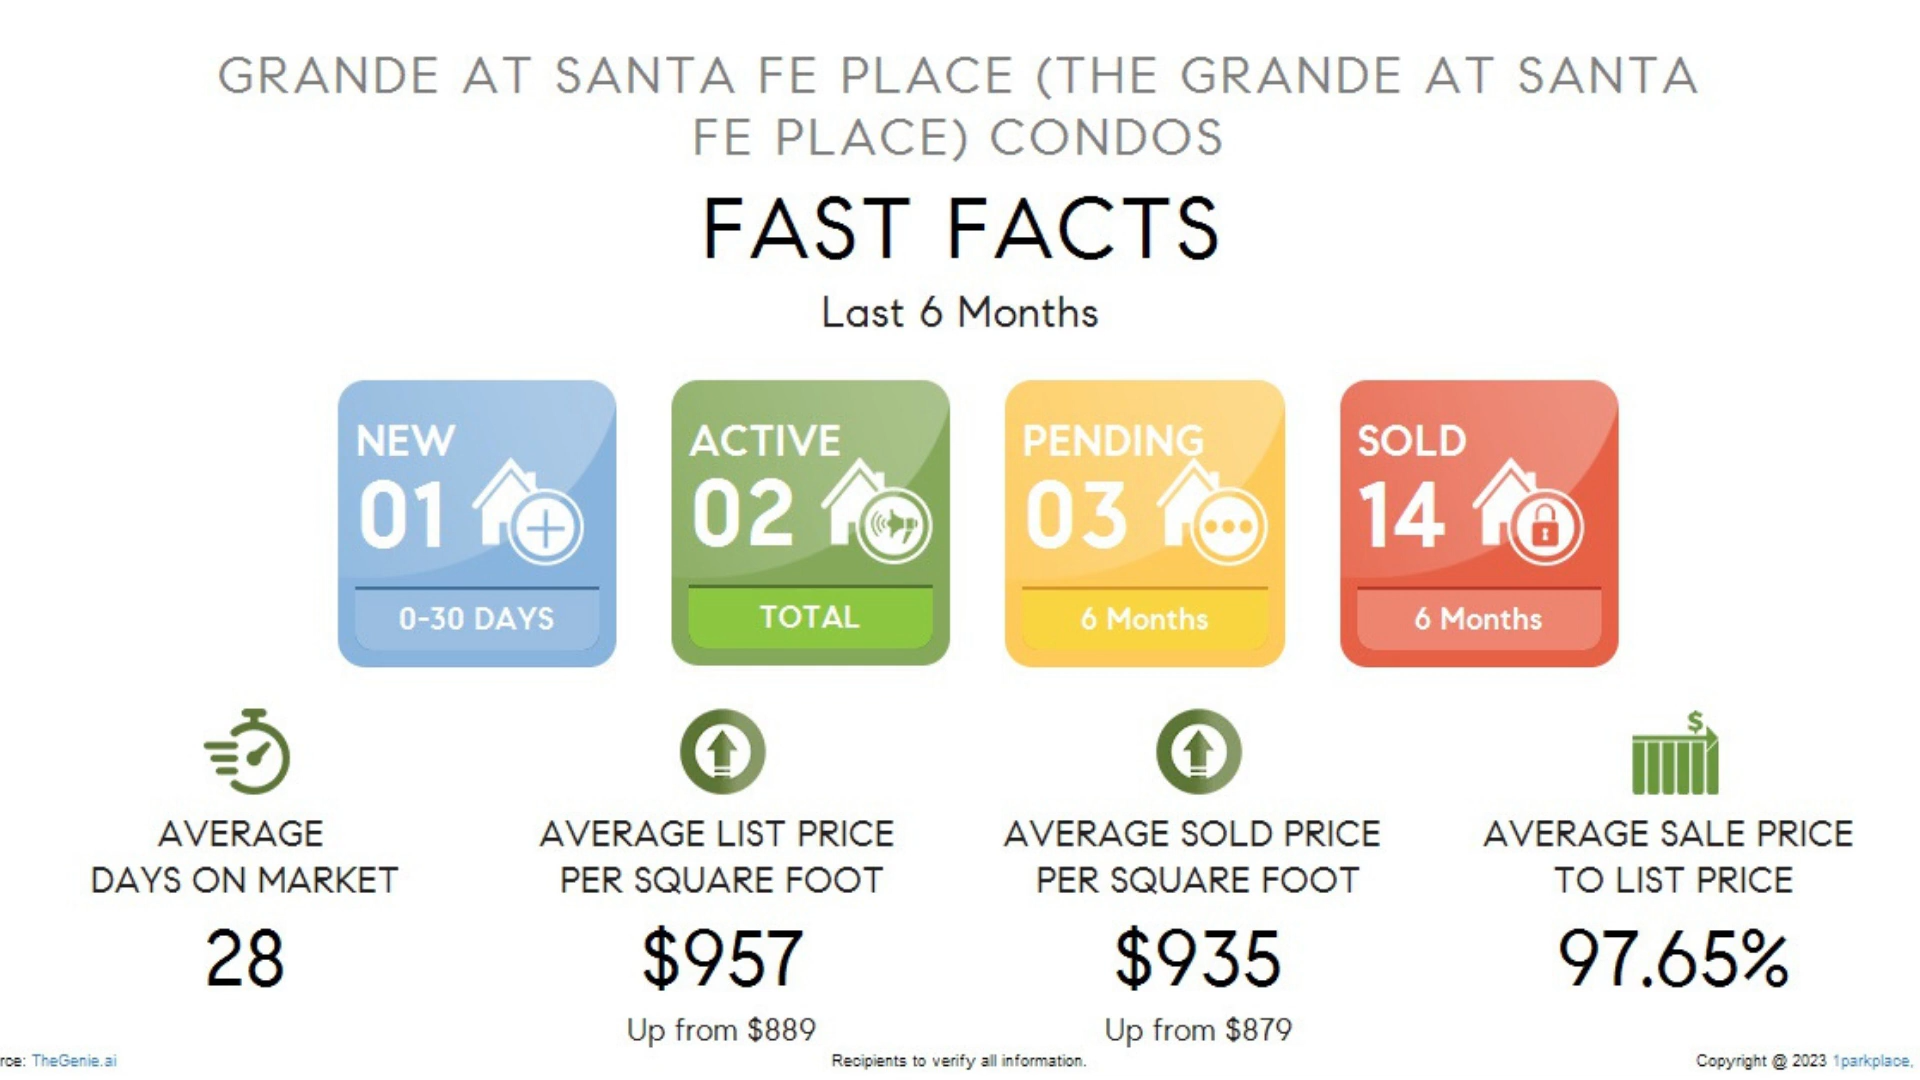 GRANDE AT SANTA FE PLACE (THE GRANDE AT SANTA
FE PLACE) CONDOS
FAST FACTS
Last 6 Months
NEW
01
0-30 DAYS
ACTIVE
02
TOTAL
PENDING
03
6 Months
SOLD
14
6 Months
AVERAGE
DAYS ON MARKET
28
AVERAGE LIST PRICE
PER SQUARE FOOT
$957
Up from $889
AVERAGE SOLD PRICE
PER SQUARE FOOT
$935
Up from $879
$
AVERAGE SALE PRICE
TO LIST PRICE
97.65%
rce: TheGenie.ai
Recipients to verify all information.
Copyright @ 2023 1parkplace,